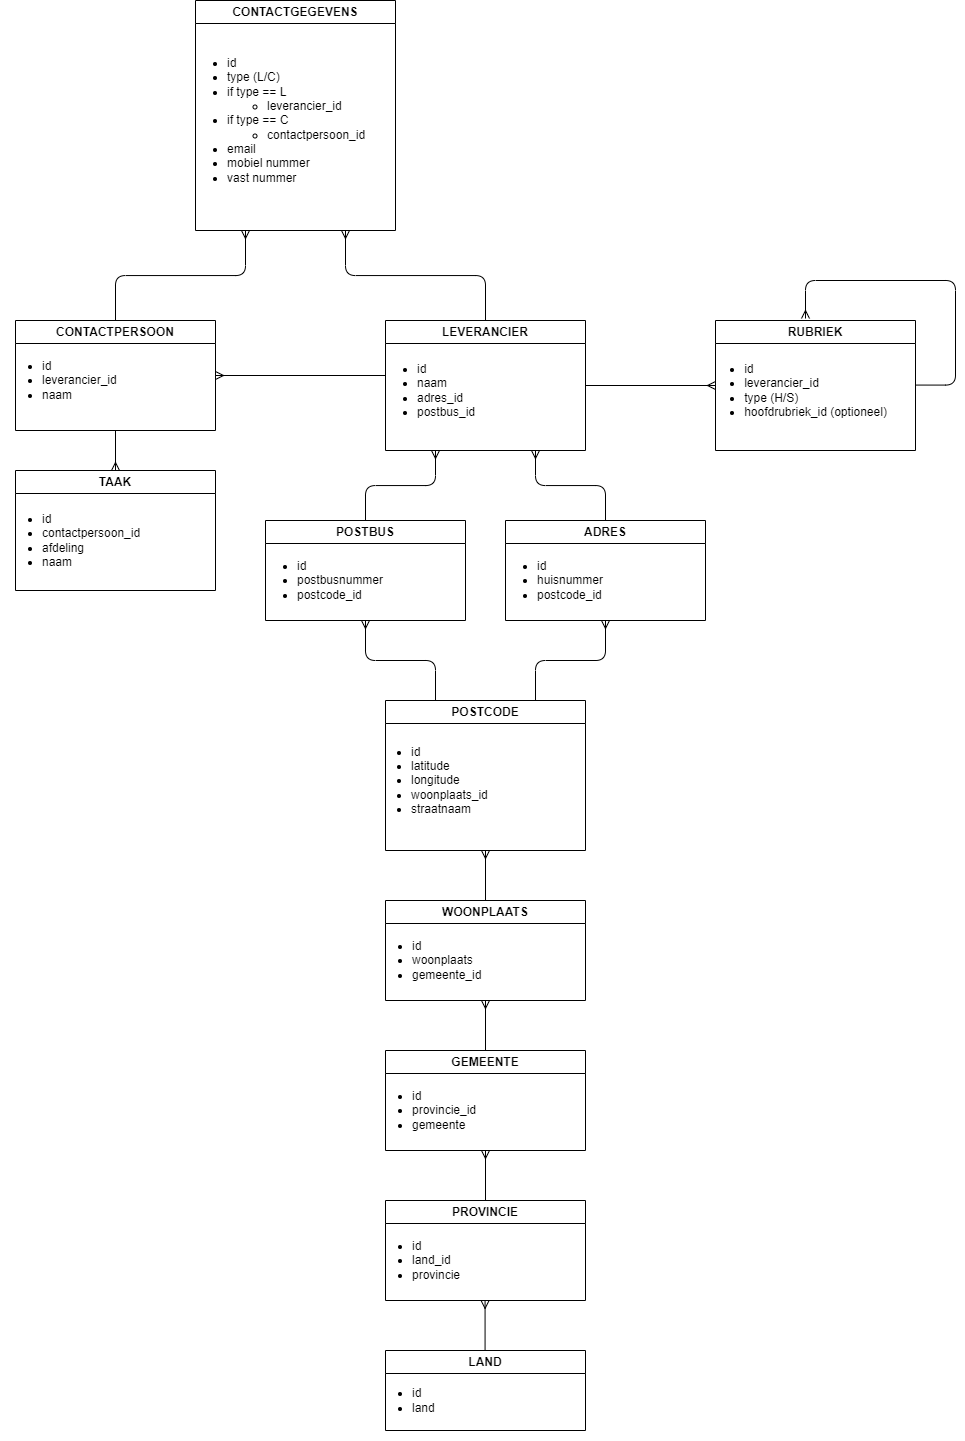 CONTACTGEGEVENS
id
type (L/C)
if type == L
leverancier_id
if type == C
contactpersoon_id
email
mobiel nummer
vast nummer
CONTACTPERSOON
id
leverancier_id
naam
LEVERANCIER
id
naam
adres_id
postbus_id
RUBRIEK
id
leverancier_id
type (H/S)
hoofdrubriek_id (optioneel)
TAAK
id
contactpersoon_id
afdeling
naam
POSTBUS
id
postbusnummer
postcode_id
ADRES
id
huisnummer
postcode_id
POSTCODE
id
latitude
longitude
woonplaats_id
straatnaam
WOONPLAATS
id
woonplaats
gemeente_id
GEMEENTE
id
provincie_id
gemeente
PROVINCIE
id
land_id
provincie
LAND
id
land